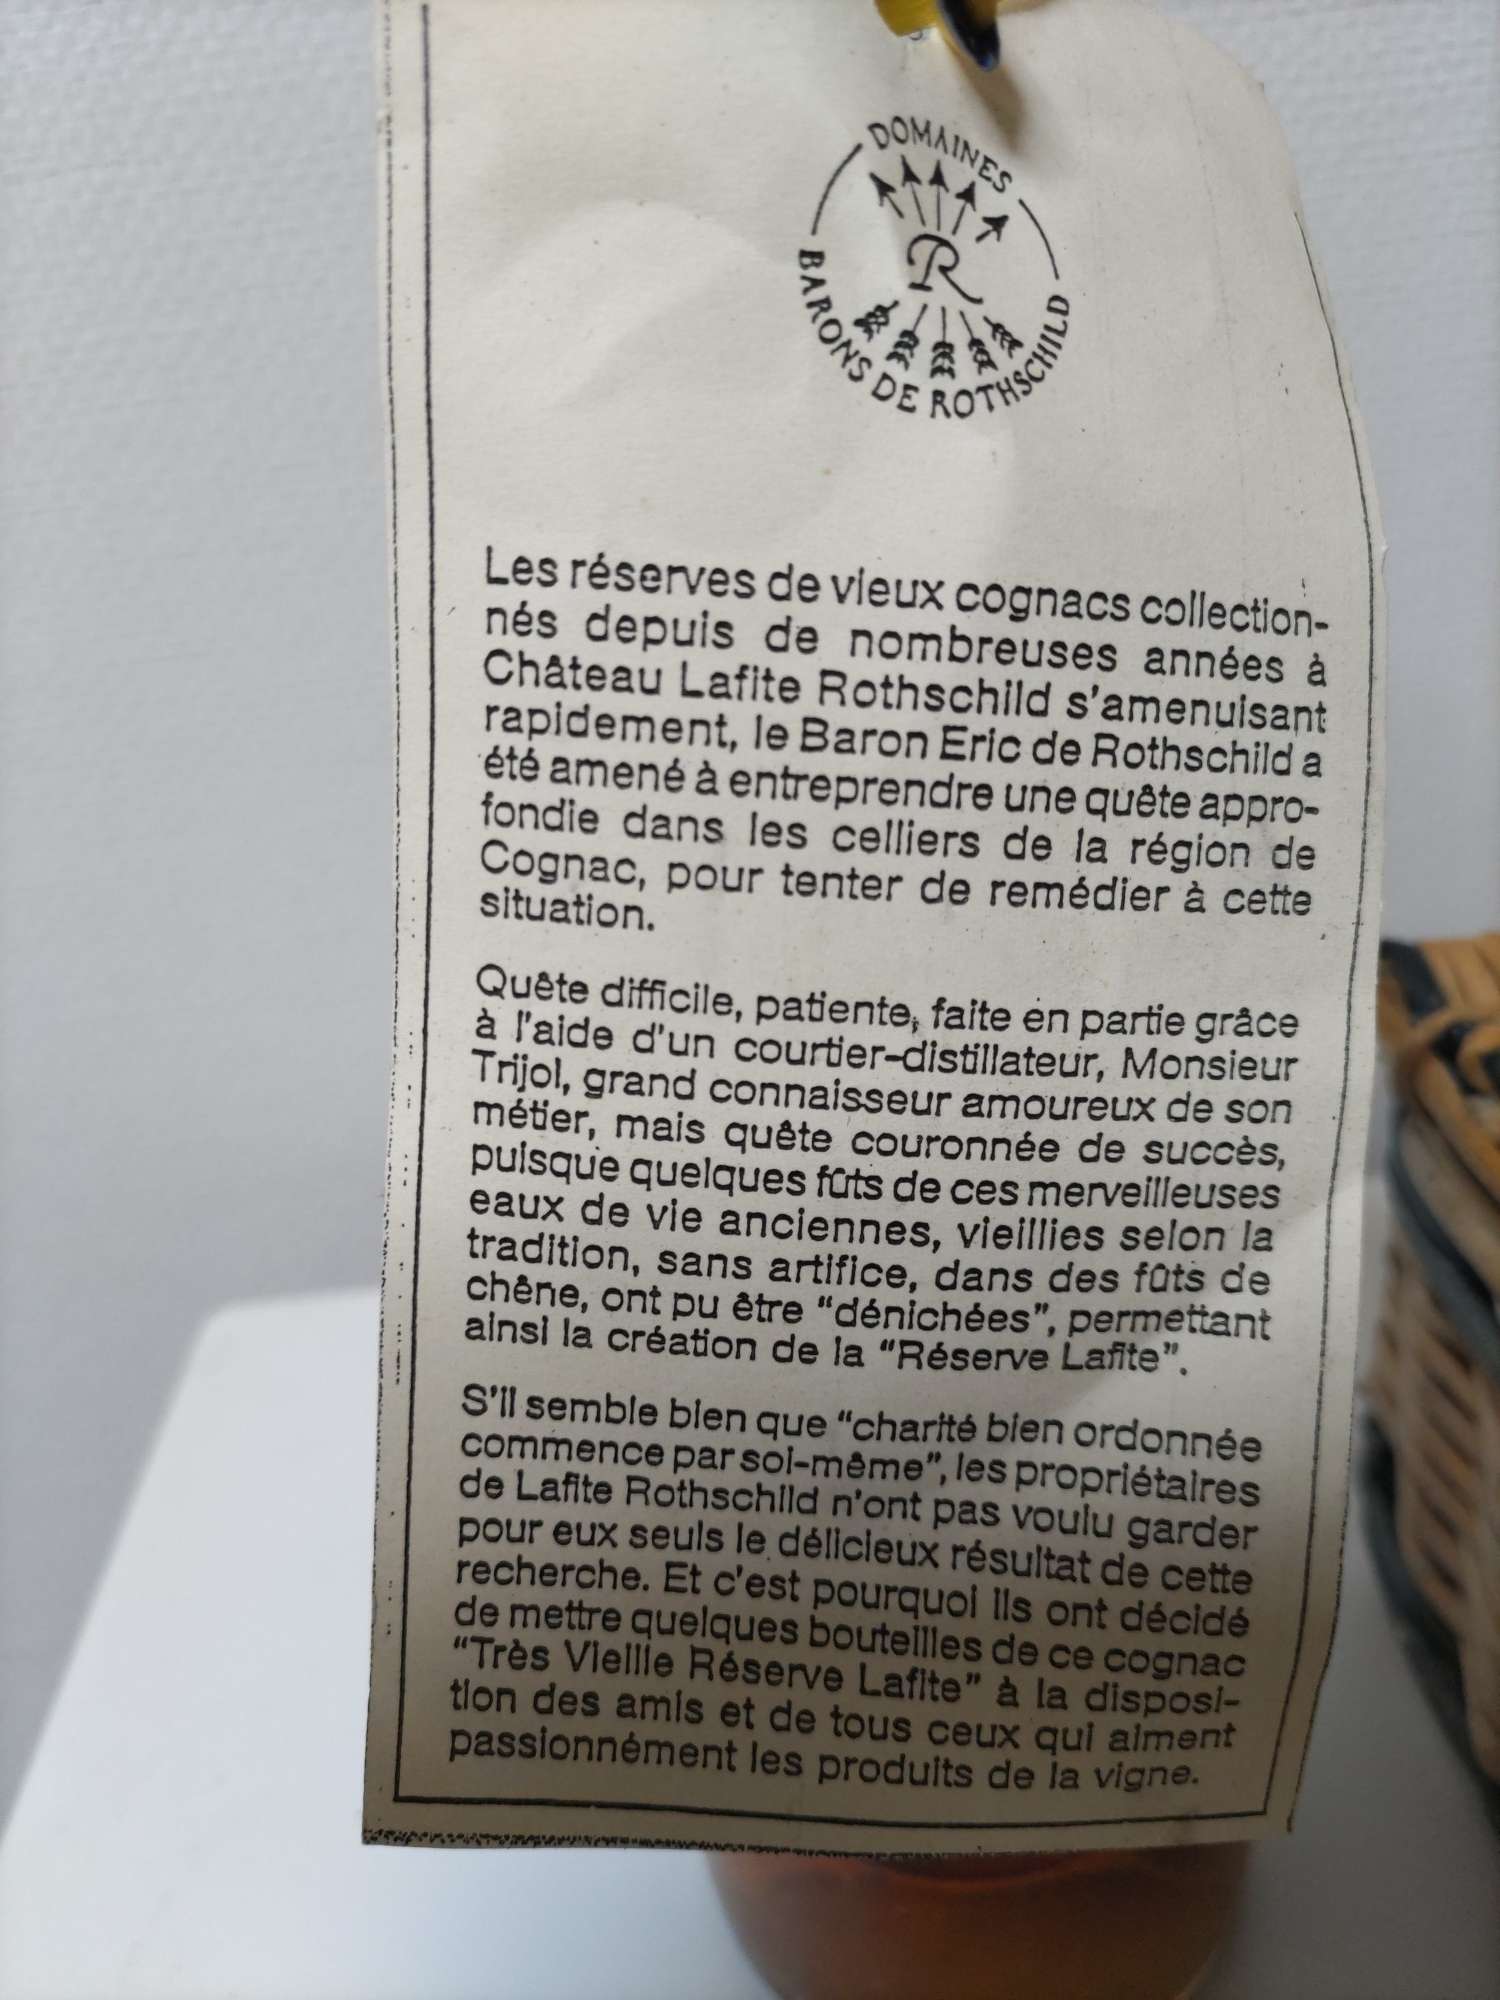 DOMAINES
R
BARONS DE ROTHSCHILD
Les réserves de vieux cognacs collection-
nés depuis de nombreuses années à
Château Lafite Rothschild s'amenuisant
rapidement, le Baron Eric de Rothschild a
été amené à entreprendre une quête appro-
fondie dans les celliers de la région de
Cognac, pour tenter de remédier à cette
situation.
Quête difficile, patiente, faite en partie grâce
à l'aide d'un courtier-distillateur, Monsieur
Trijol, grand connaisseur amoureux de son
métier, mais quête couronnée de succès,
puisque quelques fûts de ces merveilleuses
eaux de vie anciennes, vieillies selon la
tradition, sans artifice, dans des fûts de
chêne, ont pu être "dénichées", permettant
ainsi la création de la "Réserve Lafite".
S'il semble bien que "charité bien ordonnée
commence par soi-même", les propriétaires
de Lafite Rothschild n'ont pas voulu garder
pour eux seuls le délicieux résultat de cette
recherche. Et c'est pourquoi ils ont décidé
de mettre quelques bouteilles de ce cognac
"Très Vieille Réserve Lafite" à la disposi-
tion des amis et de tous ceux qui aiment
passionnément les produits de la vigne.